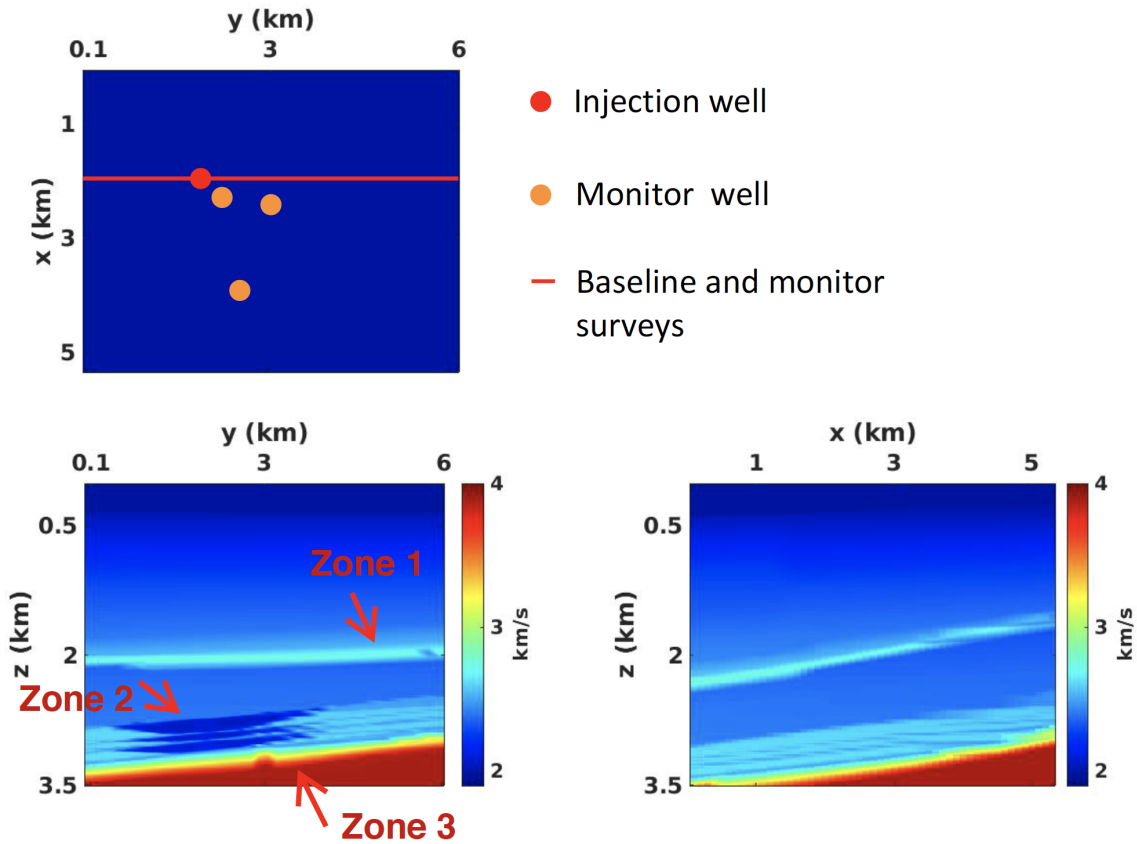 y (km)
0.1 3 6
1
3
5
x (km)
Injection well
Monitor well
Baseline and monitor
surveys
y (km)
0.1 3 6
0.5
2
3.5
z (km)
Zone 1
Zone 2
Zone 3
4
3
2
km/s
x (km)
1 3 5
0.5
2
3.5
z (km)
4
3
2
km/s